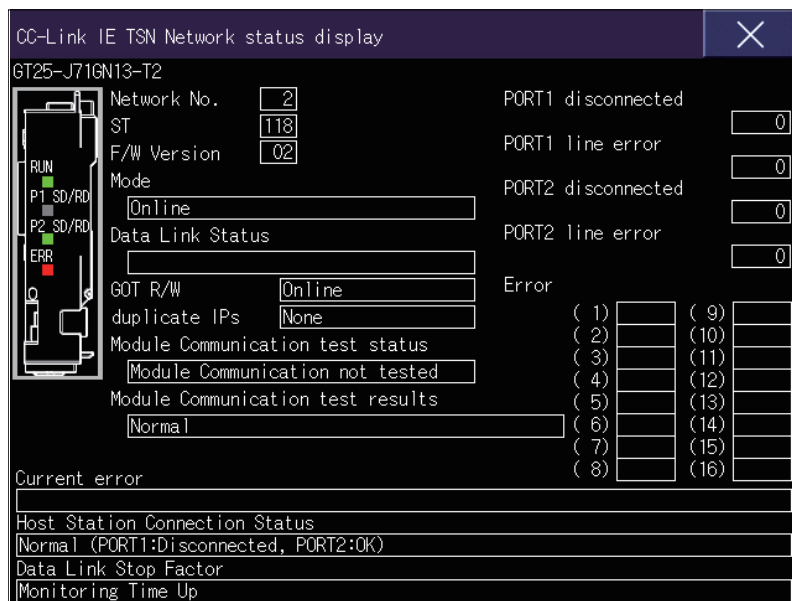 CC-Link IE TSN Network status display
GT25-J71GN13-T2
Network No. 2
ST 118
F/W Version 02
Mode
Online
Data Link Status
GOT R/W Online
duplicate IPs None
Module Communication test status
Module Communication not tested
Module Communication test results
Normal
RUN
P1 SD/RD
P2 SD/RD
ERR
PORT1 disconnected
0
PORT1 line error
0
PORT2 disconnected
0
PORT2 line error
0
Error
( 1) ( 9)
( 2) (10)
( 3) (11)
( 4) (12)
( 5) (13)
( 6) (14)
( 7) (15)
( 8) (16)
Current error
Host Station Connection Status
Normal (PORT1:Disconnected, PORT2:OK)
Data Link Stop Factor
Monitoring Time Up